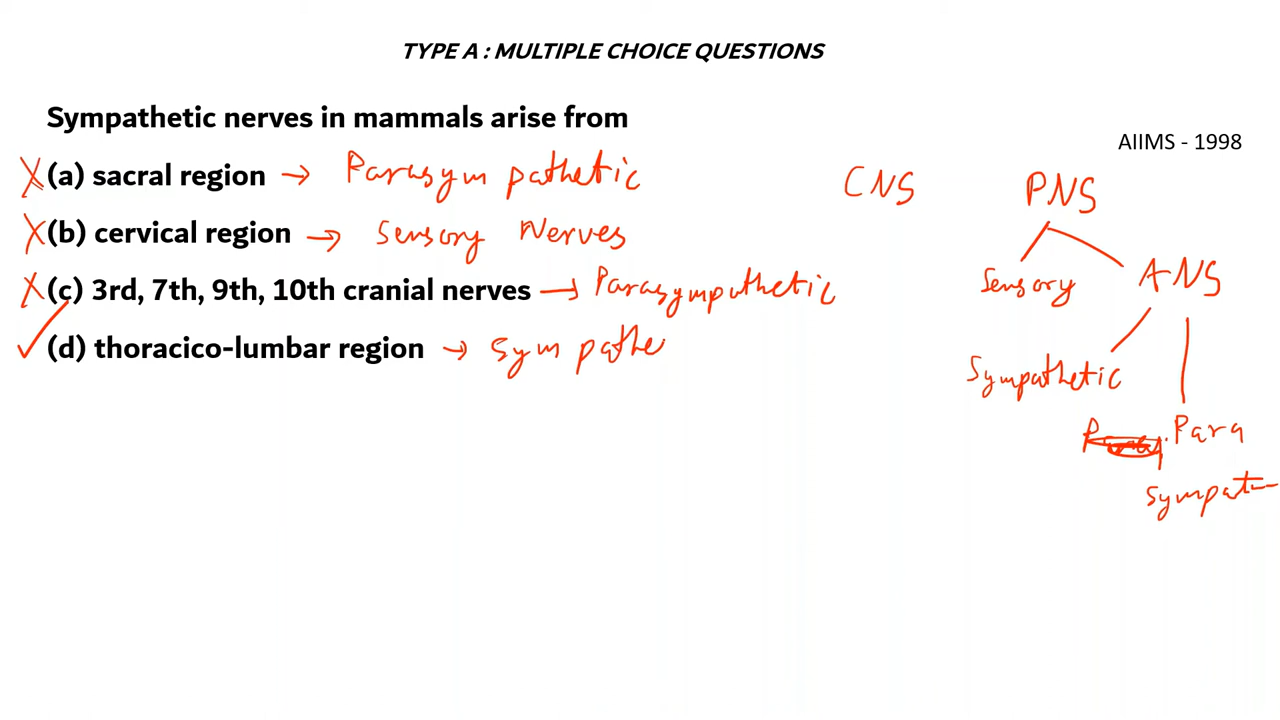 TYPE A : MULTIPLE CHOICE QUESTIONS
Sympathetic nerves in mammals arise from
AIIMS - 1998
(a) sacral region → Parasympathetic
(b) cervical region → Sensory Nerves
(c) 3rd, 7th, 9th, 10th cranial nerves → Parasympathetic
(d) thoracico-lumbar region → Sympathe
CNS PNS
Sensory ANS
Sympathetic
Para
Sympat